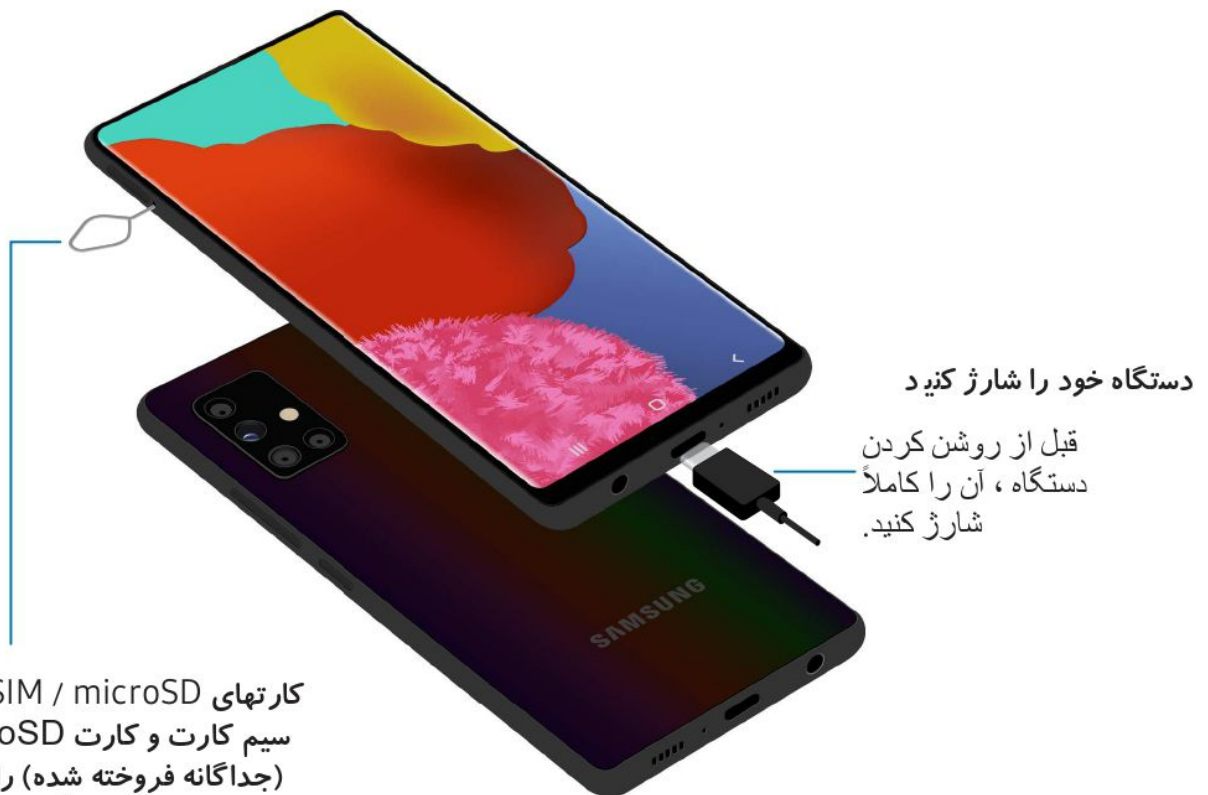 دستگاه خود را شارژ کنید
قبل از روشن کردن
دستگاه ، آن را کاملاً
شارژ کنید.
SAMSUNG
کارتهای SIM / microSD
سیم کارت و کارت
(جداگانه فروخته شده)